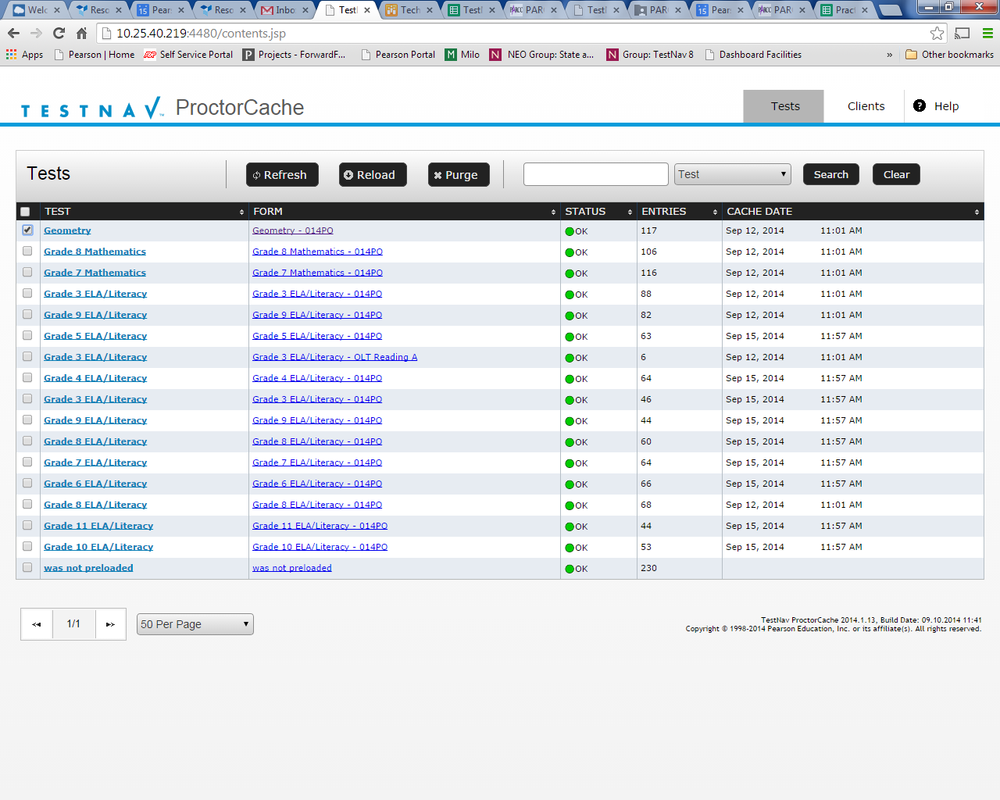 Welc Reso Pears Reso Inbo Test Tech Test PAR Test PAR Pears PAR Pract
10.25.40.219:4480/contents.jsp
Apps Pearson | Home Self Service Portal Projects - ForwardF... Pearson Portal Milo NEO Group: State a... Group: TestNav 8 Dashboard Facilities » Other bookmarks
TESTNAV™ ProctorCache Tests Clients Help
Tests Refresh Reload Purge Test Search Clear
TEST FORM STATUS ENTRIES CACHE DATE
Geometry Geometry - 014PO OK 117 Sep 12, 2014 11:01 AM
Grade 8 Mathematics Grade 8 Mathematics - 014PO OK 106 Sep 12, 2014 11:01 AM
Grade 7 Mathematics Grade 7 Mathematics - 014PO OK 116 Sep 12, 2014 11:01 AM
Grade 3 ELA/Literacy Grade 3 ELA/Literacy - 014PO OK 88 Sep 12, 2014 11:01 AM
Grade 9 ELA/Literacy Grade 9 ELA/Literacy - 014PO OK 82 Sep 12, 2014 11:01 AM
Grade 5 ELA/Literacy Grade 5 ELA/Literacy - 014PO OK 63 Sep 15, 2014 11:57 AM
Grade 3 ELA/Literacy Grade 3 ELA/Literacy - OLT Reading A OK 6 Sep 12, 2014 11:01 AM
Grade 4 ELA/Literacy Grade 4 ELA/Literacy - 014PO OK 64 Sep 15, 2014 11:57 AM
Grade 3 ELA/Literacy Grade 3 ELA/Literacy - 014PO OK 46 Sep 15, 2014 11:57 AM
Grade 9 ELA/Literacy Grade 9 ELA/Literacy - 014PO OK 44 Sep 15, 2014 11:57 AM
Grade 8 ELA/Literacy Grade 8 ELA/Literacy - 014PO OK 60 Sep 15, 2014 11:57 AM
Grade 7 ELA/Literacy Grade 7 ELA/Literacy - 014PO OK 64 Sep 15, 2014 11:57 AM
Grade 6 ELA/Literacy Grade 6 ELA/Literacy - 014PO OK 66 Sep 15, 2014 11:57 AM
Grade 8 ELA/Literacy Grade 8 ELA/Literacy - 014PO OK 68 Sep 12, 2014 11:01 AM
Grade 11 ELA/Literacy Grade 11 ELA/Literacy - 014PO OK 44 Sep 15, 2014 11:57 AM
Grade 10 ELA/Literacy Grade 10 ELA/Literacy - 014PO OK 53 Sep 15, 2014 11:57 AM
was not preloaded was not preloaded OK 230
1/1 50 Per Page
TestNav ProctorCache 2014.1.13, Build Date: 09.10.2014 11:41
Copyright © 1998-2014 Pearson Education, Inc. or its affiliate(s). All rights reserved.